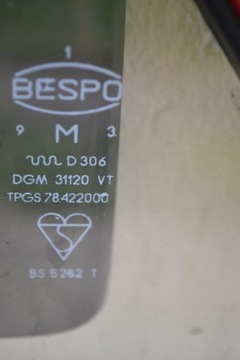 1
BESPO
9 M 3
D 306
DGM 31120 VT
TPGS 78.422000
S
BS 5282 T